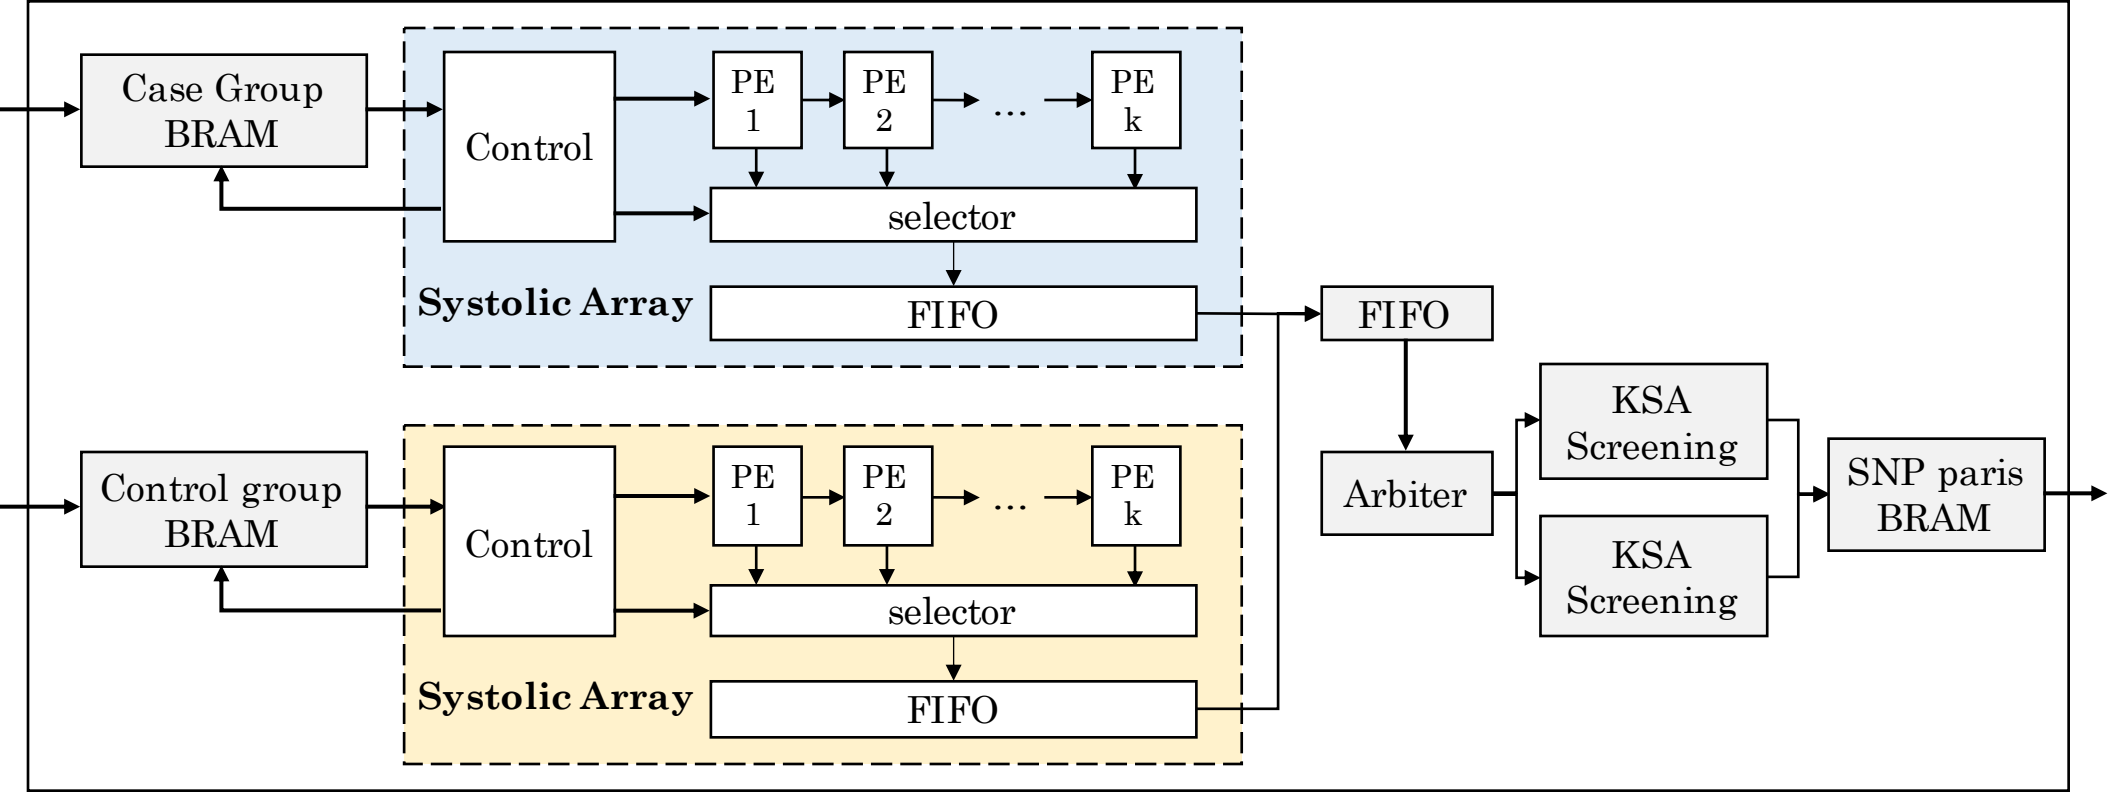 Case Group
BRAM
Control
PE
1
PE
2
...
PE
k
selector
Systolic Array
FIFO
FIFO
Control group
BRAM
Control
PE
1
PE
2
...
PE
k
selector
Systolic Array
FIFO
Arbiter
KSA
Screening
KSA
Screening
SNP paris
BRAM